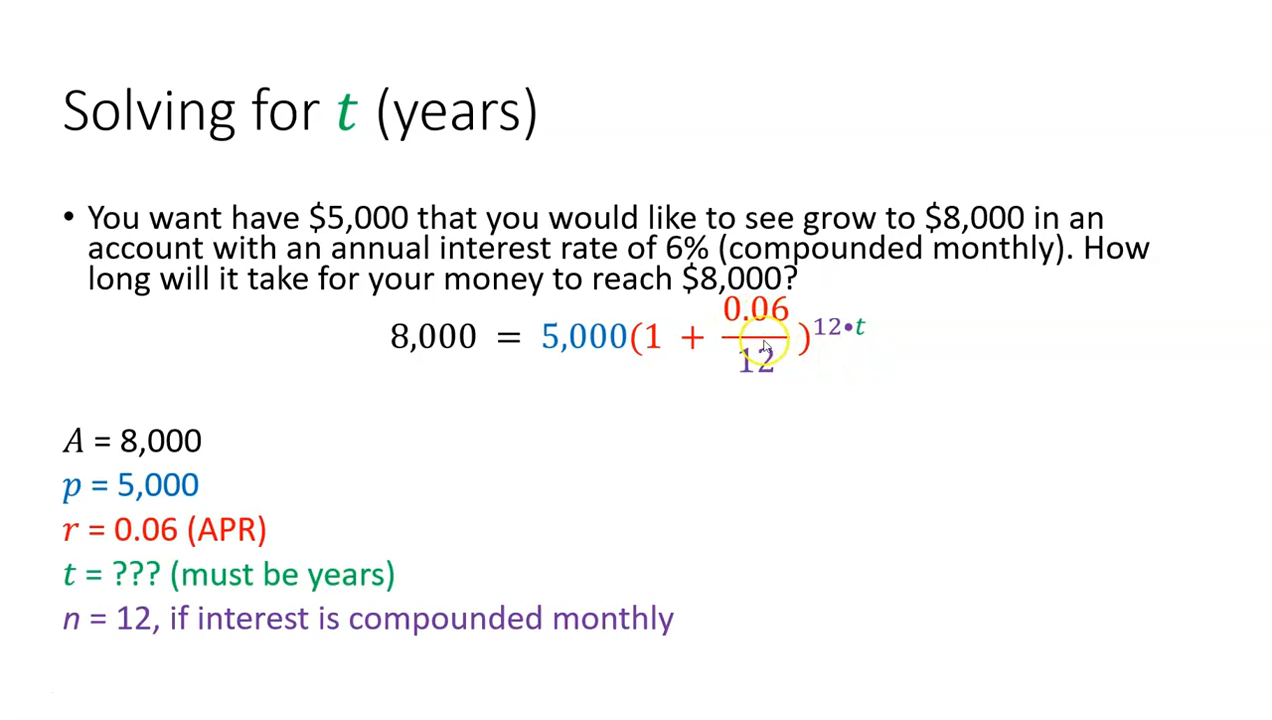 Solving for t (years)
• You want have $5,000 that you would like to see grow to $8,000 in an
account with an annual interest rate of 6% (compounded monthly). How
long will it take for your money to reach $8,000?
8,000 = 5,000(1 + 0.06/12)^12•t
A = 8,000
p = 5,000
r = 0.06 (APR)
t = ??? (must be years)
n = 12, if interest is compounded monthly